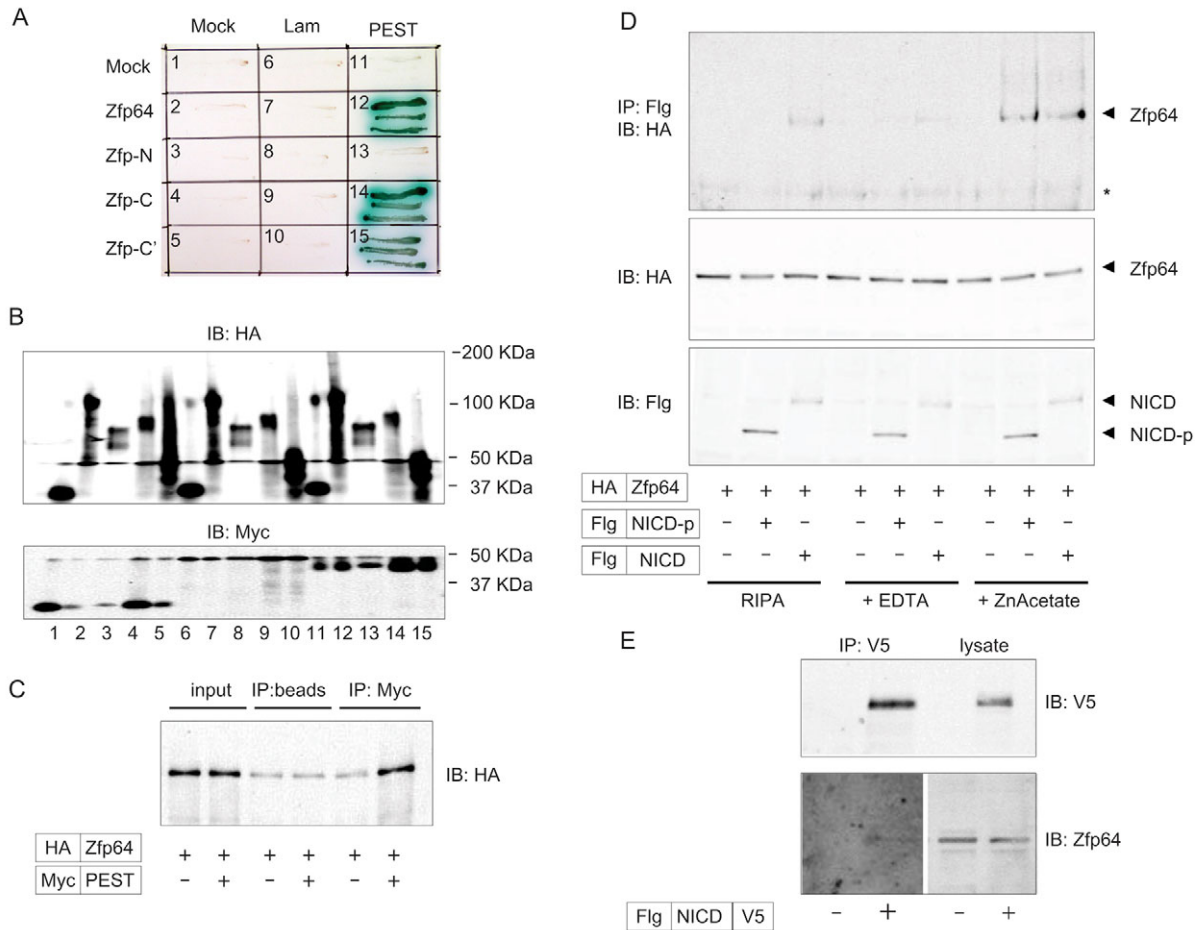 A
Mock Lam PEST
Mock 1 6 11
Zfp64 2 7 12
Zfp-N 3 8 13
Zfp-C 4 9 14
Zfp-C' 5 10 15
B
IB: HA
–200 KDa
– 100 KDa
– 50 KDa
– 37 KDa
IB: Myc
– 50 KDa
– 37 KDa
1 2 3 4 5 6 7 8 9 10 11 12 13 14 15
C
input IP:beads IP: Myc
IB: HA
HA Zfp64 + + + + + +
Myc PEST – + – + – +
D
IP: Flg
IB: HA
◄ Zfp64
*
IB: HA
◄ Zfp64
IB: Flg
◄ NICD
◄ NICD-p
HA Zfp64 + + + + + + + + +
Flg NICD-p – + – – + – – + –
Flg NICD – – + – – + – – +
RIPA + EDTA + ZnAcetate
E
IP: V5 lysate
IB: V5
IB: Zfp64
Flg NICD V5 – + – +